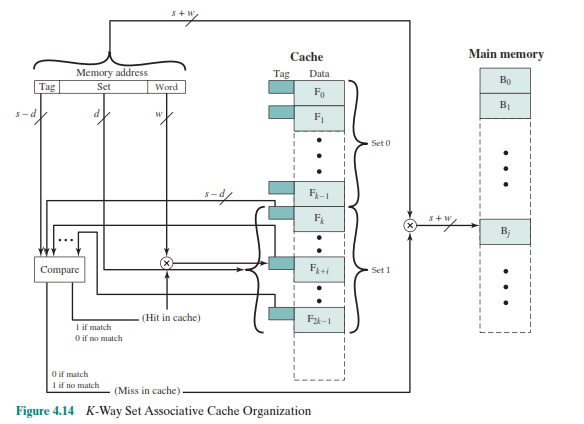 s + w
Cache
Main memory
Memory address
Tag Data
Tag Set Word
F0
B0
F1
B1
s – d
d
w
Set 0
s – d
Fk–1
Fk
s + w
Bj
Compare
Fk+i
Set 1
F2k–1
(Hit in cache)
1 if match
0 if no match
0 if match
1 if no match
(Miss in cache)
Figure 4.14 K-Way Set Associative Cache Organization